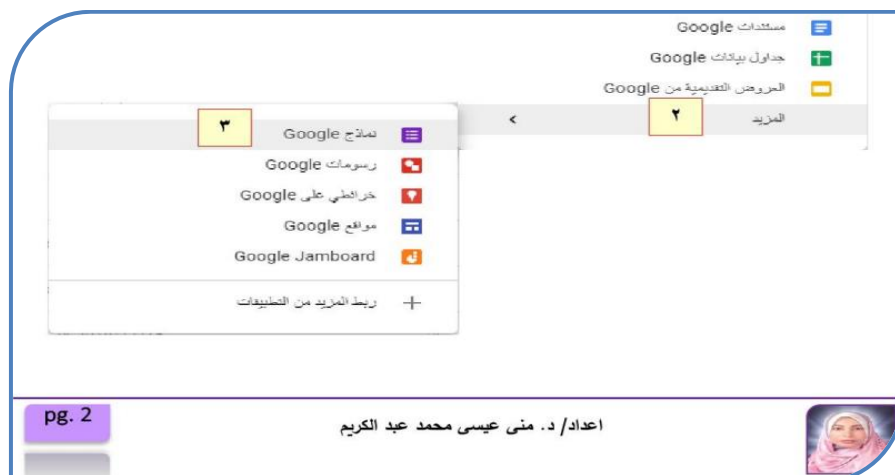 مستندات Google
جداول بيانات Google
العروض التقديمية من Google
المزيد
٢
<
٣
نماذج Google
رسومات Google
خرائطي على Google
مواقع Google
Google Jamboard
+ ربط المزيد من التطبيقات
اعداد/ د. منى عيسى محمد عبد الكريم
pg. 2